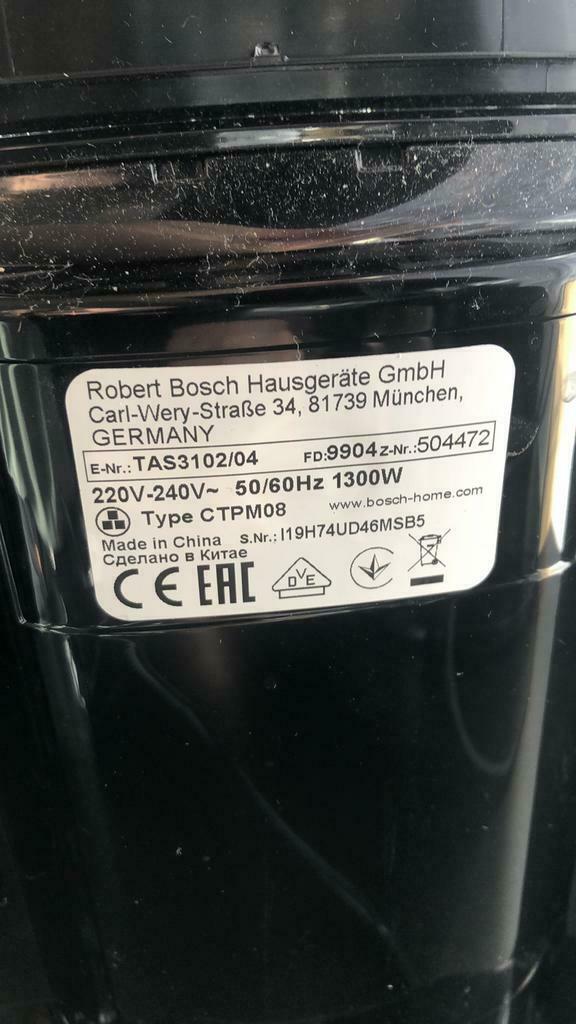 Robert Bosch Hausgeräte GmbH
Carl-Wery-Straße 34, 81739 München,
GERMANY
E-Nr.: TAS3102/04 FD:9904 Z-Nr.:504472
220V-240V~ 50/60Hz 1300W
Type CTPM08 www.bosch-home.com
Made in China S.Nr.: I19H74UD46MSB5
Сделано в Китае
CE EAC DVE